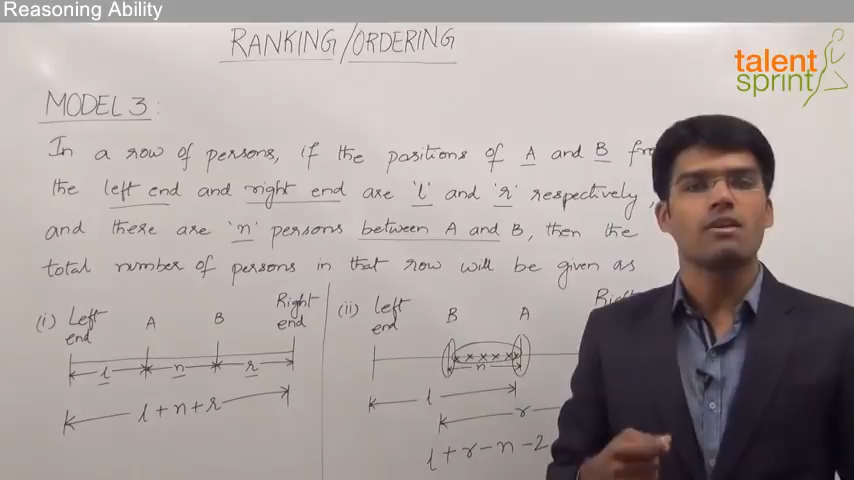 Reasoning Ability
RANKING/ORDERING
talent
sprint
MODEL 3:
In a row of persons, if the positions of A and B fro
the left end and right end are 'l' and 'r' respectively,
and there are 'n' persons between A and B, then the
total number of persons in that row will be given as
(i) Left end A B Right end
l n r
l + n + r
(ii) Left end B A Rig
n
l
r
l + r - n - 2